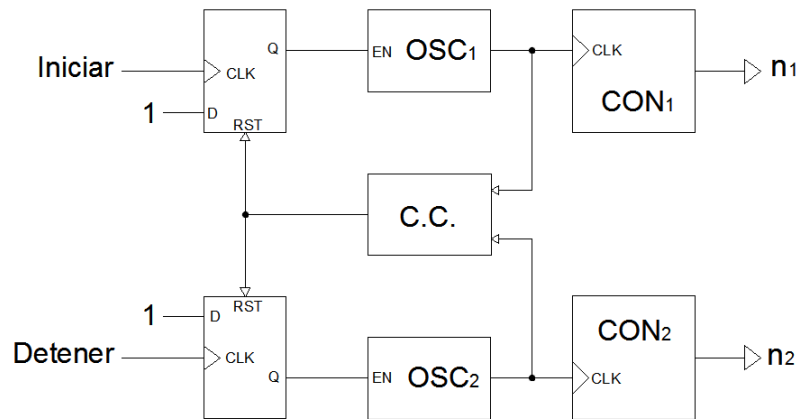 Q
EN
OSC1
CLK
CON1
n1
Iniciar
CLK
1
D
RST
C.C.
RST
1
D
Detener
CLK
Q
EN
OSC2
CON2
CLK
n2